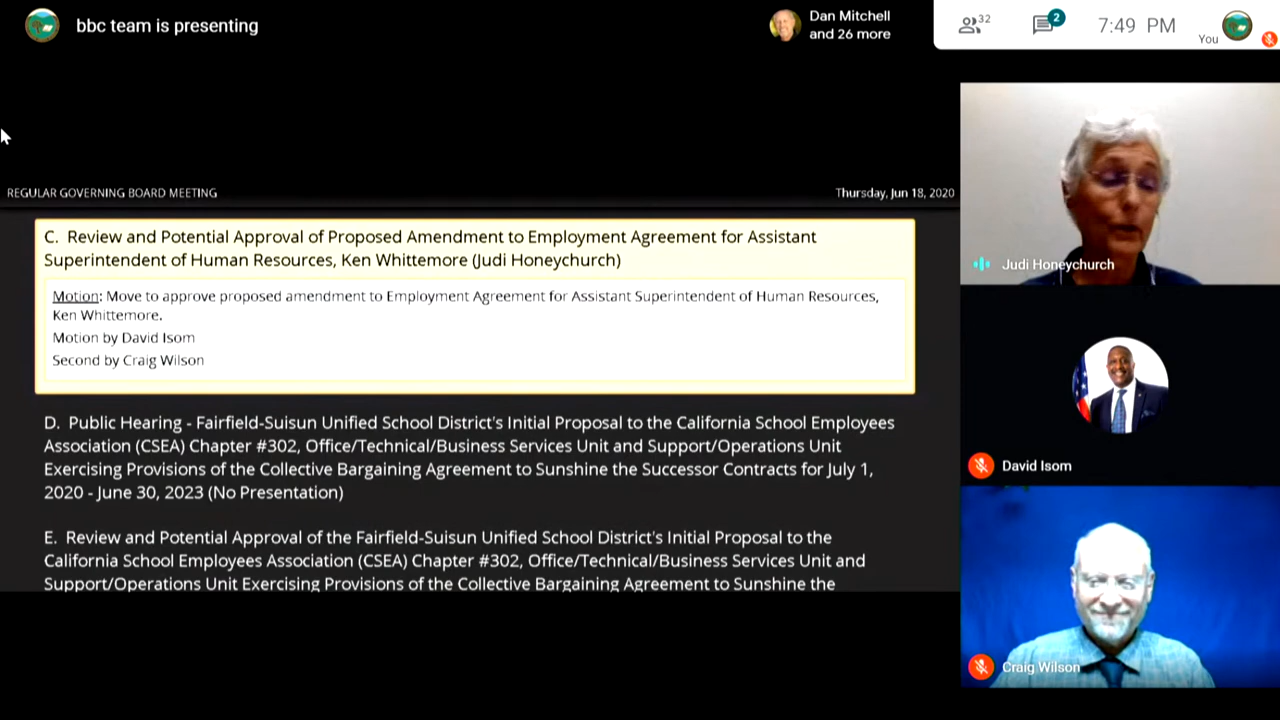 bbc team is presenting
Dan Mitchell
and 26 more
32
2
7:49 PM
You
REGULAR GOVERNING BOARD MEETING
Thursday, Jun 18, 2020
C. Review and Potential Approval of Proposed Amendment to Employment Agreement for Assistant
Superintendent of Human Resources, Ken Whittemore (Judi Honeychurch)
Motion: Move to approve proposed amendment to Employment Agreement for Assistant Superintendent of Human Resources,
Ken Whittemore.
Motion by David Isom
Second by Craig Wilson
D. Public Hearing - Fairfield-Suisun Unified School District's Initial Proposal to the California School Employees
Association (CSEA) Chapter #302, Office/Technical/Business Services Unit and Support/Operations Unit
Exercising Provisions of the Collective Bargaining Agreement to Sunshine the Successor Contracts for July 1,
2020 - June 30, 2023 (No Presentation)
E. Review and Potential Approval of the Fairfield-Suisun Unified School District's Initial Proposal to the
California School Employees Association (CSEA) Chapter #302, Office/Technical/Business Services Unit and
Support/Operations Unit Exercising Provisions of the Collective Bargaining Agreement to Sunshine the
Judi Honeychurch
David Isom
Craig Wilson